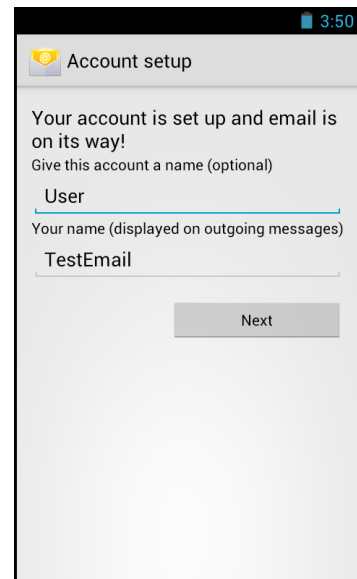 3:50
Account setup
Your account is set up and email is
on its way!
Give this account a name (optional)
User
Your name (displayed on outgoing messages)
TestEmail
Next